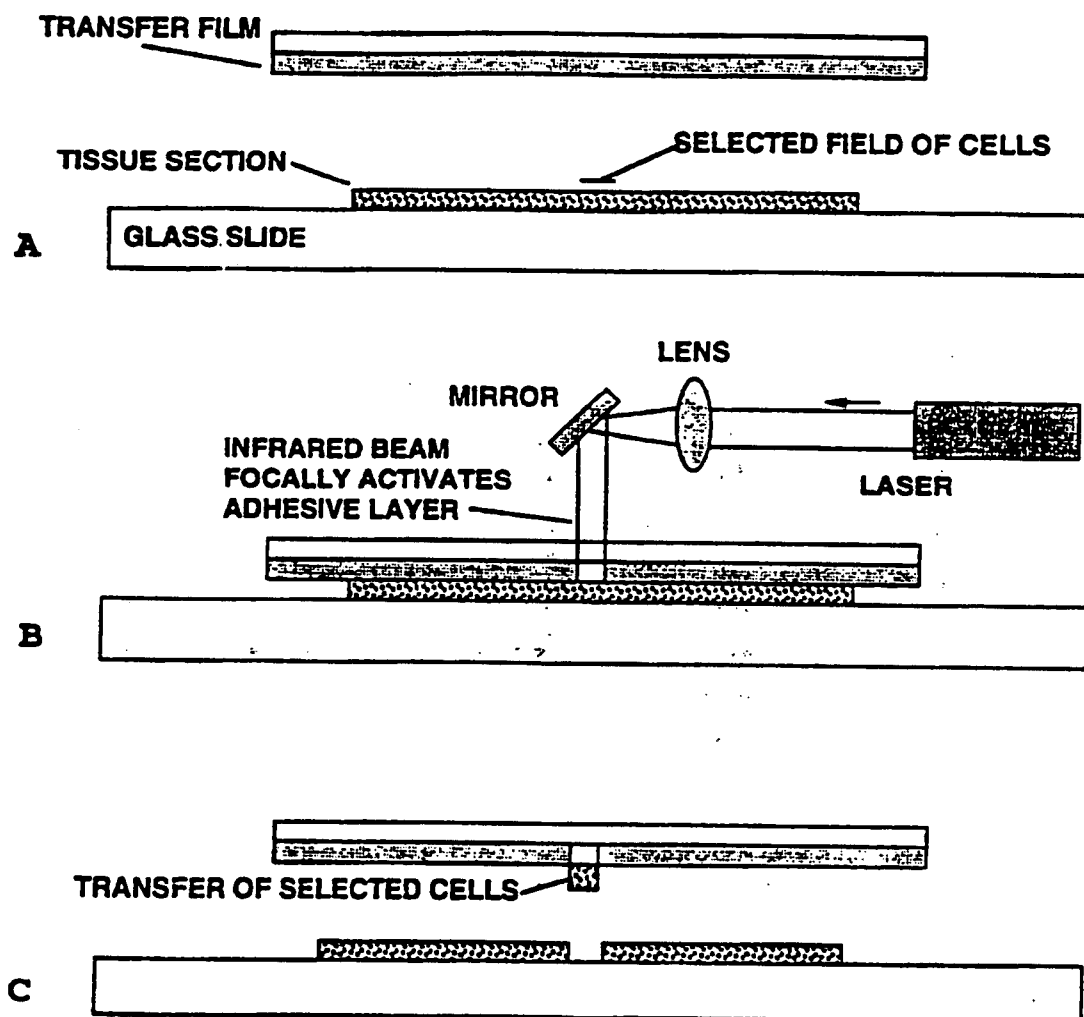 TRANSFER FILM
SELECTED FIELD OF CELLS
TISSUE SECTION
A
GLASS SLIDE
LENS
MIRROR
INFRARED BEAM
FOCALLY ACTIVATES
ADHESIVE LAYER
LASER
B
TRANSFER OF SELECTED CELLS
C